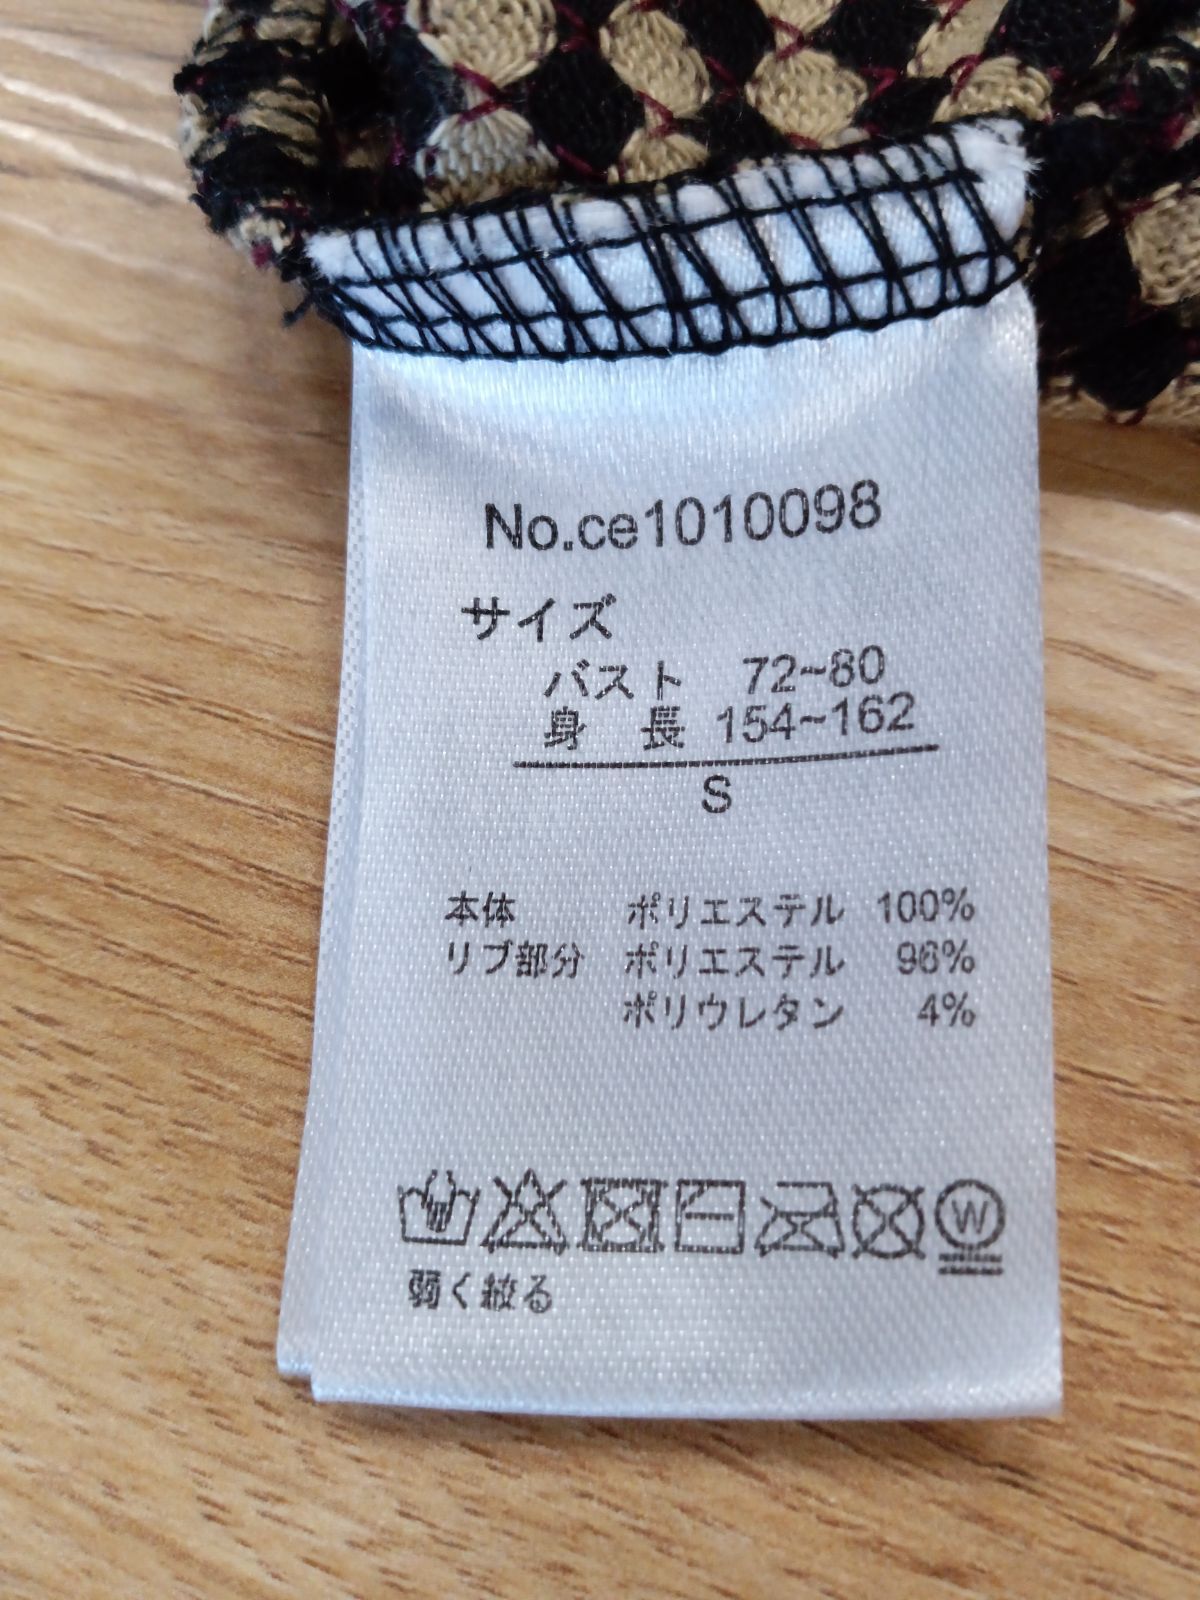 No.ce1010098
サイズ
バスト 72~80
身 長 154~162
S
本体 ポリエステル 100%
リブ部分 ポリエステル 96%
ポリウレタン 4%
W
弱く絞る